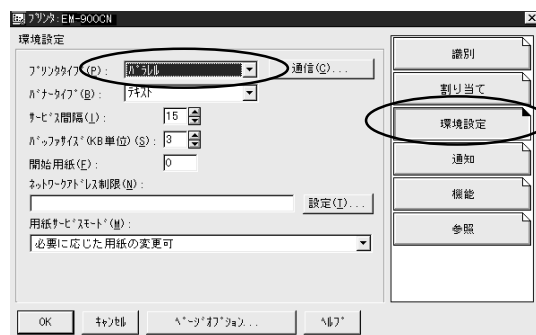 ﾌﾟﾘﾝﾀ:EM-900CN
環境設定
ﾌﾟﾘﾝﾀﾀｲﾌﾟ(P): ﾊﾟﾗﾚﾙ 通信(C)...
ﾊﾞﾅｰﾀｲﾌﾟ(B): ﾃｷｽﾄ
ｻｰﾋﾞｽ間隔(I): 15
ﾊﾞｯﾌｧｻｲｽﾞ(KB単位)(S): 3
開始用紙(F): 0
ﾈｯﾄﾜｰｸｱﾄﾞﾚｽ制限(N):
設定(T)...
用紙ｻｰﾋﾞｽﾓｰﾄﾞ(M):
必要に応じた用紙の変更可
識別
割り当て
環境設定
通知
機能
参照
OK ｷｬﾝｾﾙ ﾍﾟｰｼﾞｵﾌﾟｼｮﾝ... ﾍﾙﾌﾟ